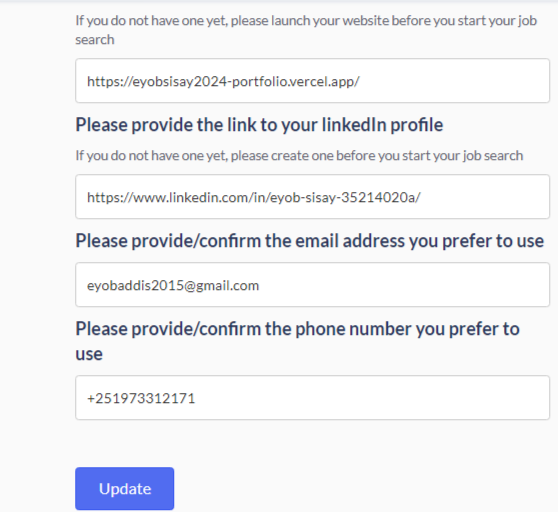 If you do not have one yet, please launch your website before you start your job
search
https://eyobsisay2024-portfolio.vercel.app/
Please provide the link to your linkedIn profile
If you do not have one yet, please create one before you start your job search
https://www.linkedin.com/in/eyob-sisay-35214020a/
Please provide/confirm the email address you prefer to use
eyobaddis2015@gmail.com
Please provide/confirm the phone number you prefer to
use
+251973312171
Update